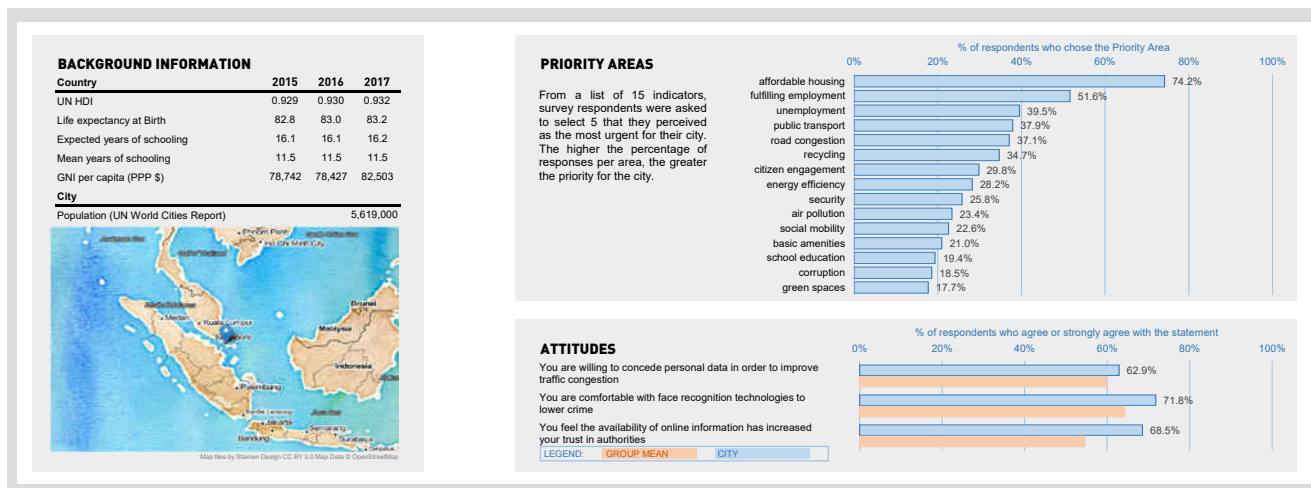 BACKGROUND INFORMATION
Country 2015 2016 2017
UN HDI 0.929 0.930 0.932
Life expectancy at Birth 82.8 83.0 83.2
Expected years of schooling 16.1 16.1 16.2
Mean years of schooling 11.5 11.5 11.5
GNI per capita (PPP $) 78,742 78,427 82,503
City
Population (UN World Cities Report) 5,619,000
Phnom Penh
Ho Chi Minh City
Medan
Kuala Lumpur
Brunei
Malaysia
Indonesia
Palembang
Jakarta
Bandung
Semarang
Surabaya
Map tiles by Stamen Design CC BY 3.0 Map Data © OpenStreetMap
PRIORITY AREAS
From a list of 15 indicators,
survey respondents were asked
to select 5 that they perceived
as the most urgent for their city.
The higher the percentage of
responses per area, the greater
the priority for the city.
% of respondents who chose the Priority Area
0% 20% 40% 60% 80% 100%
affordable housing 74.2%
fulfilling employment 51.6%
unemployment 39.5%
public transport 37.9%
road congestion 37.1%
recycling 34.7%
citizen engagement 29.8%
energy efficiency 28.2%
security 25.8%
air pollution 23.4%
social mobility 22.6%
basic amenities 21.0%
school education 19.4%
corruption 18.5%
green spaces 17.7%
ATTITUDES
% of respondents who agree or strongly agree with the statement
0% 20% 40% 60% 80% 100%
You are willing to concede personal data in order to improve
traffic congestion
62.9%
You are comfortable with face recognition technologies to
lower crime
71.8%
You feel the availability of online information has increased
your trust in authorities
68.5%
LEGEND: GROUP MEAN CITY